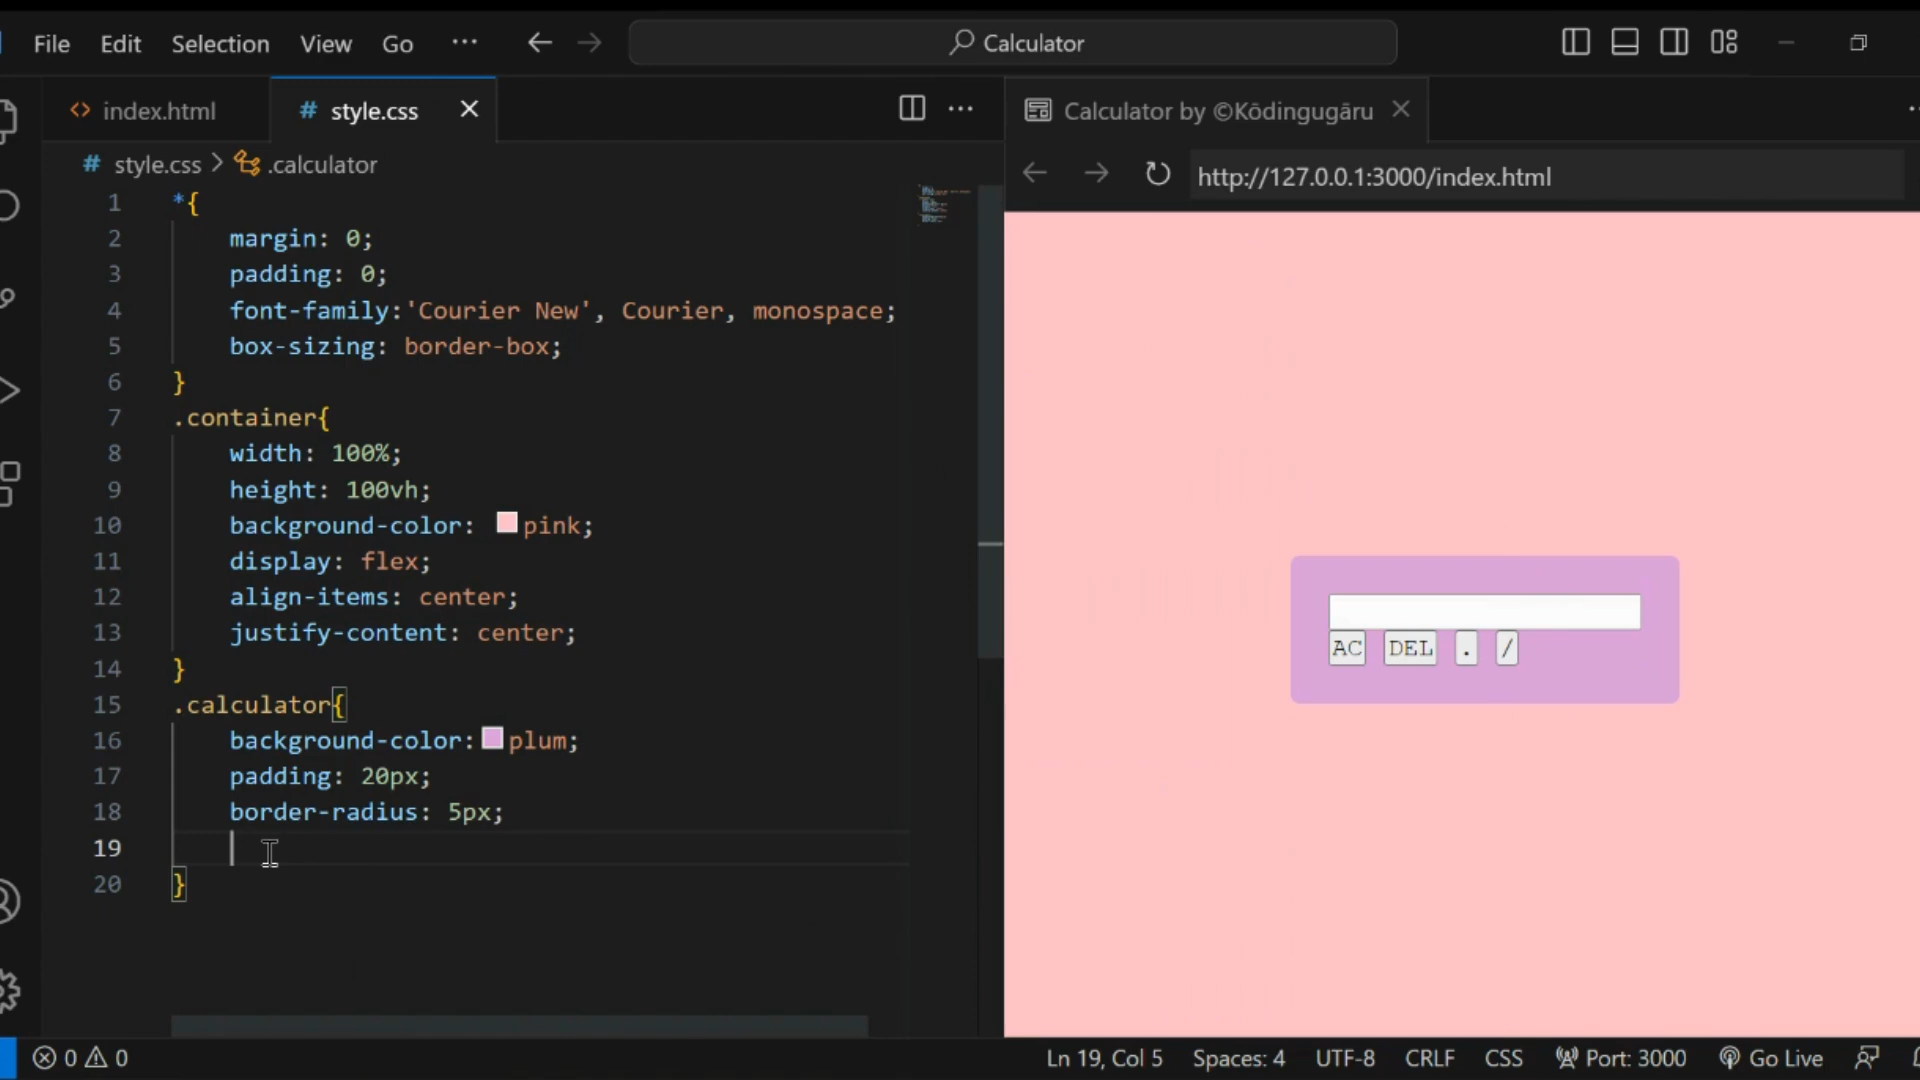 File Edit Selection View Go ··· Calculator
index.html style.css
Calculator by ©Kōdingugāru
style.css > .calculator
http://127.0.0.1:3000/index.html
1 *{
2 margin: 0;
3 padding: 0;
4 font-family:'Courier New', Courier, monospace;
5 box-sizing: border-box;
6 }
7 .container{
8 width: 100%;
9 height: 100vh;
10 background-color: pink;
11 display: flex;
12 align-items: center;
13 justify-content: center;
14 }
15 .calculator{
16 background-color: plum;
17 padding: 20px;
18 border-radius: 5px;
19
20 }
AC DEL . /
0 0 Ln 19, Col 5 Spaces: 4 UTF-8 CRLF CSS Port: 3000 Go Live